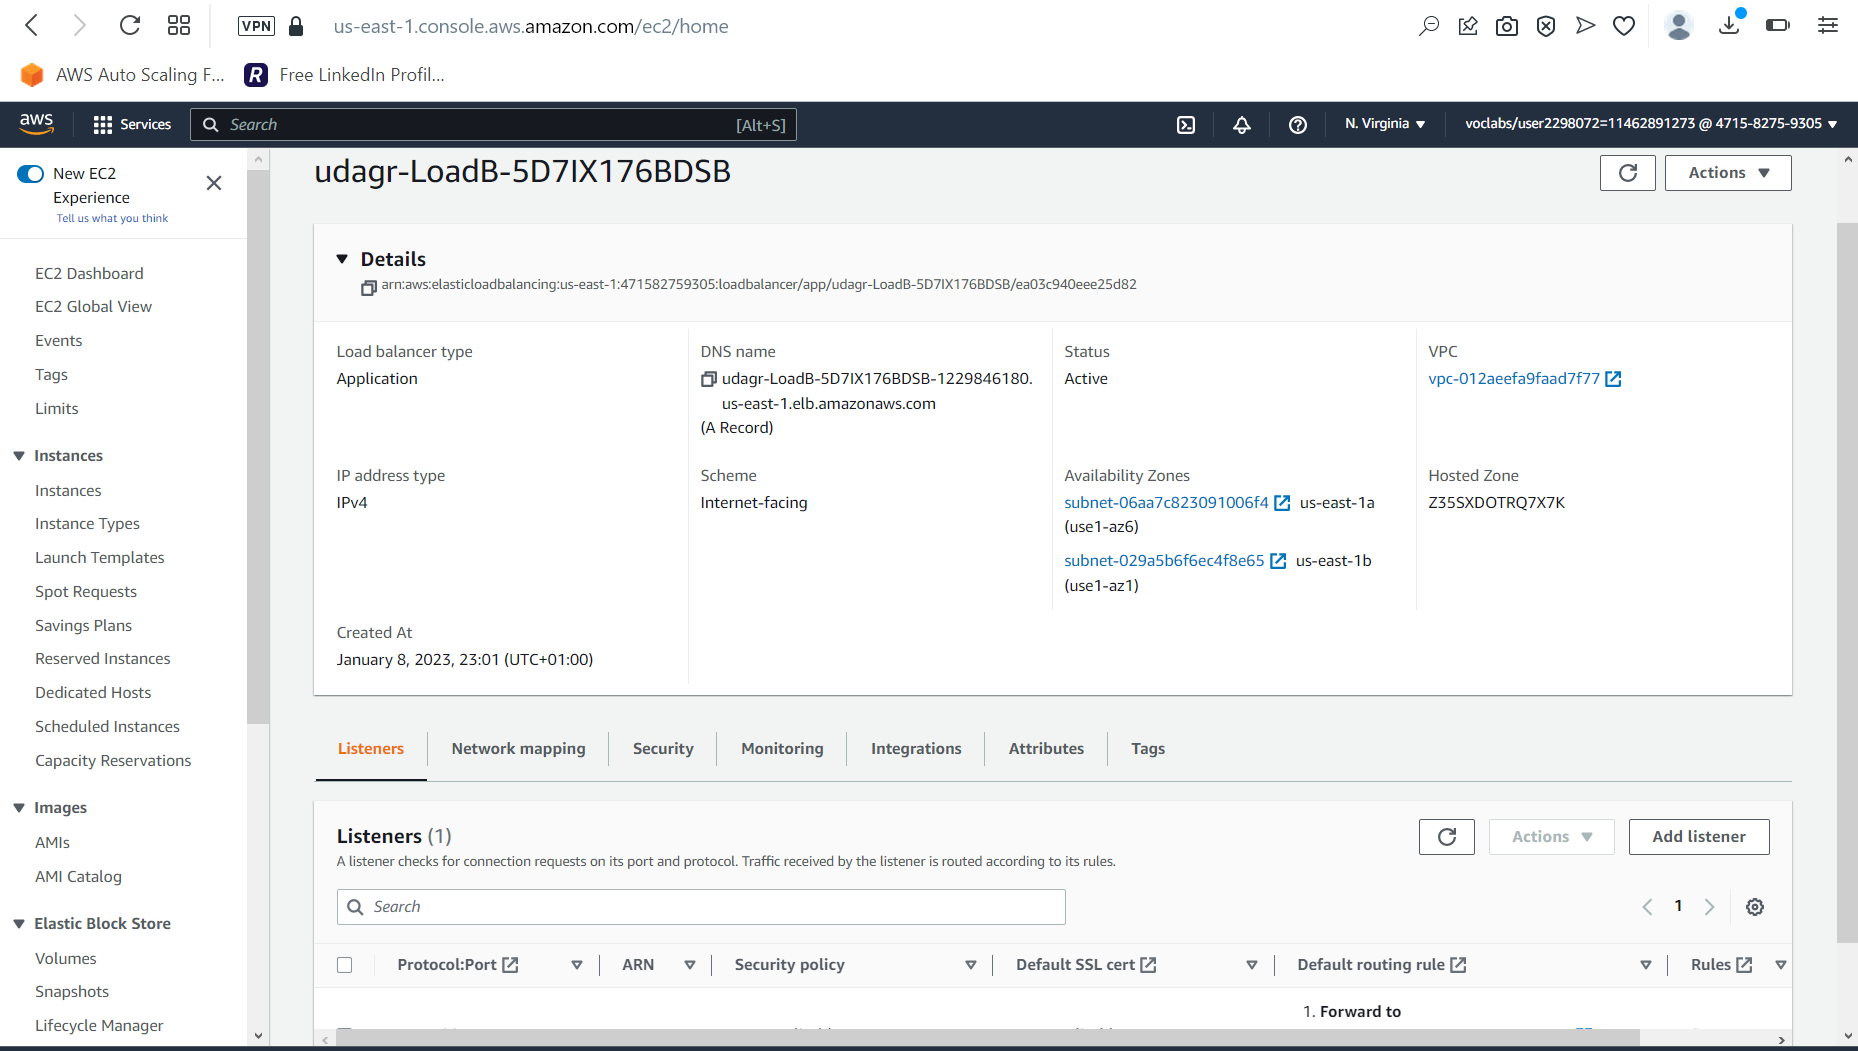 VPN us-east-1.console.aws.amazon.com/ec2/home
AWS Auto Scaling F... R Free LinkedIn Profil...
aws Services Search [Alt+S] N. Virginia voclabs/user2298072=11462891273 @ 4715-8275-9305
New EC2
Experience
Tell us what you think
EC2 Dashboard
EC2 Global View
Events
Tags
Limits
Instances
Instances
Instance Types
Launch Templates
Spot Requests
Savings Plans
Reserved Instances
Dedicated Hosts
Scheduled Instances
Capacity Reservations
Images
AMIs
AMI Catalog
Elastic Block Store
Volumes
Snapshots
Lifecycle Manager
udagr-LoadB-5D7IX176BDSB
Actions
Details
arn:aws:elasticloadbalancing:us-east-1:471582759305:loadbalancer/app/udagr-LoadB-5D7IX176BDSB/ea03c940eee25d82
Load balancer type
Application
DNS name
udagr-LoadB-5D7IX176BDSB-1229846180.
us-east-1.elb.amazonaws.com
(A Record)
Status
Active
VPC
vpc-012aeefa9faad7f77
IP address type
IPv4
Scheme
Internet-facing
Availability Zones
subnet-06aa7c823091006f4 us-east-1a
(use1-az6)
subnet-029a5b6f6ec4f8e65 us-east-1b
(use1-az1)
Hosted Zone
Z35SXDOTRQ7X7K
Created At
January 8, 2023, 23:01 (UTC+01:00)
Listeners Network mapping Security Monitoring Integrations Attributes Tags
Listeners (1)
Actions Add listener
A listener checks for connection requests on its port and protocol. Traffic received by the listener is routed according to its rules.
Search
1
Protocol:Port ARN Security policy Default SSL cert Default routing rule Rules
1. Forward to